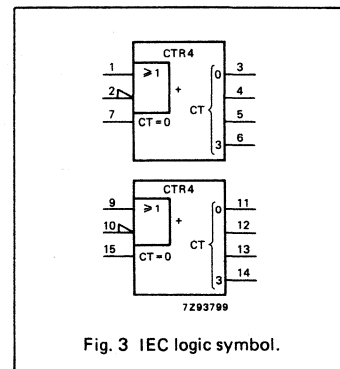 CTR4
1 ≥1 0 3
2 + 4
7 CT=0 CT 5
3 6
CTR4
9 ≥1 0 11
10 + 12
15 CT=0 CT 13
3 14
7Z93799
Fig. 3 IEC logic symbol.